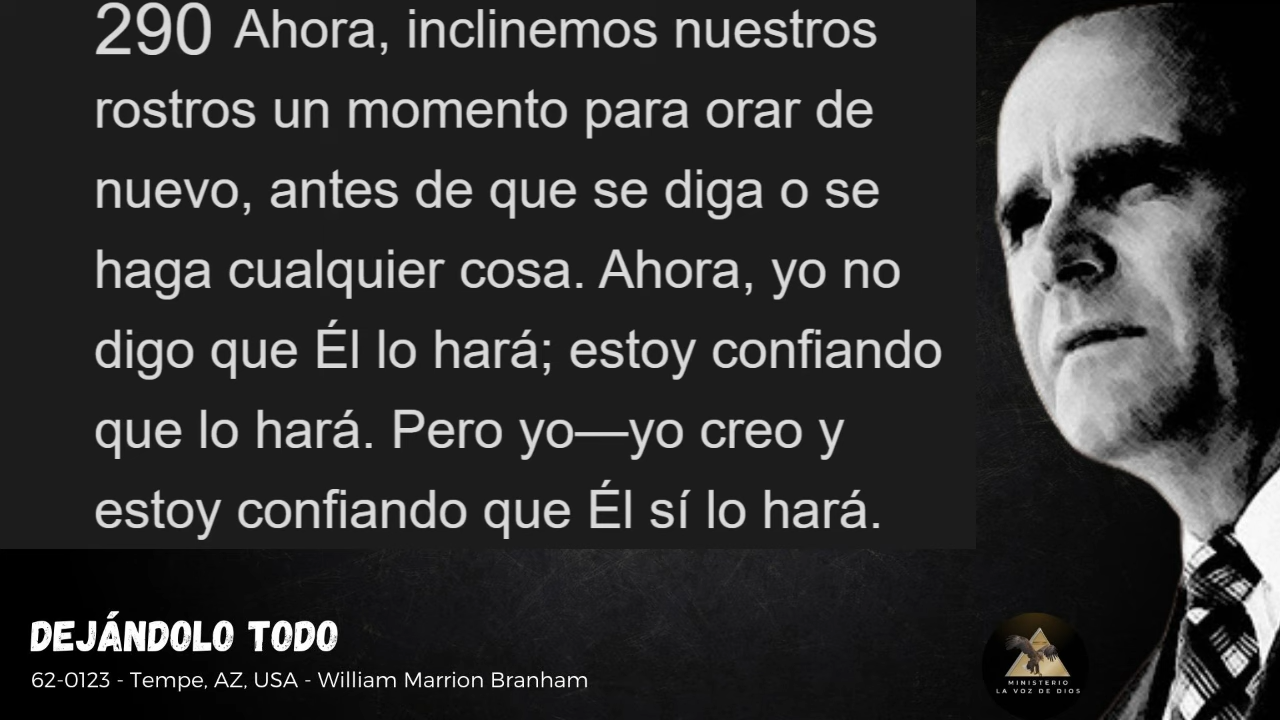 290 Ahora, inclinemos nuestros
rostros un momento para orar de
nuevo, antes de que se diga o se
haga cualquier cosa. Ahora, yo no
digo que Él lo hará; estoy confiando
que lo hará. Pero yo—yo creo y
estoy confiando que Él sí lo hará.
DEJÁNDOLO TODO
62-0123 - Tempe, AZ, USA - William Marrion Branham
MINISTERIO
LA VOZ DE DIOS